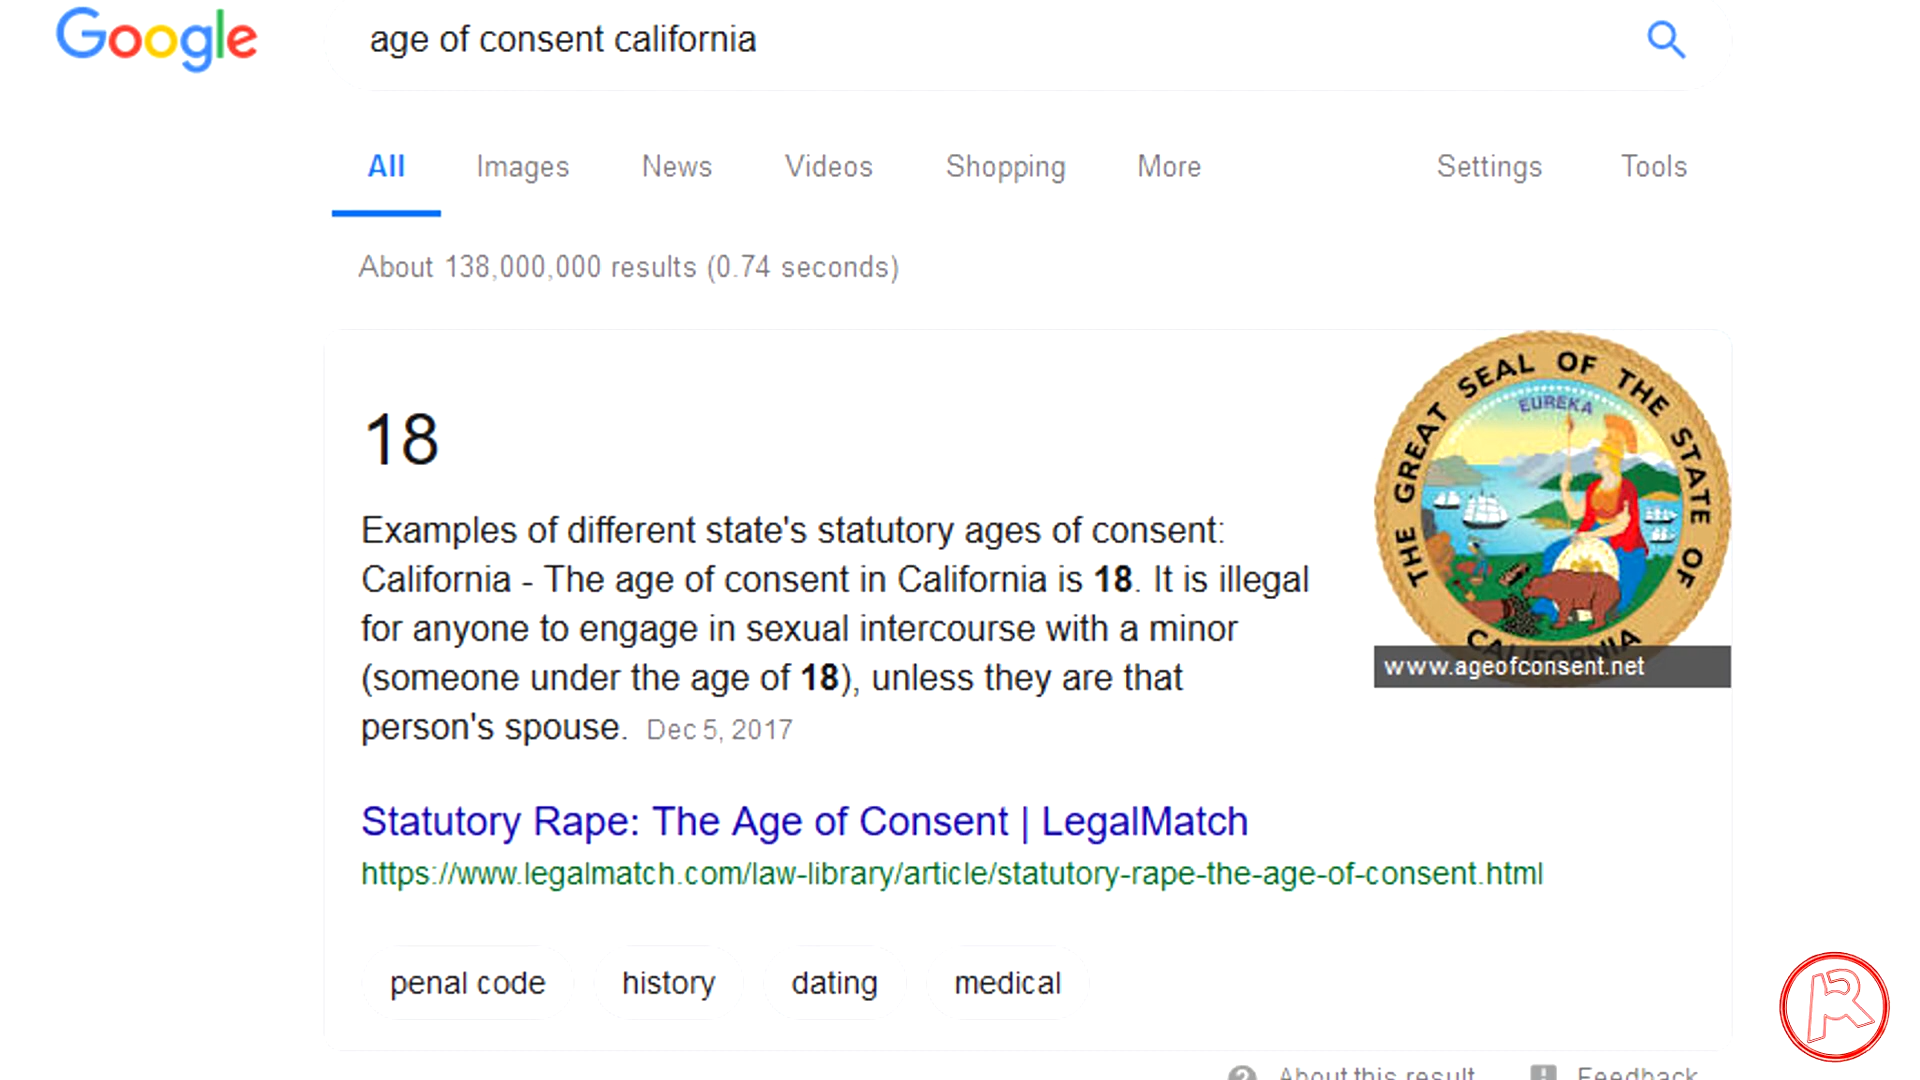 Google
age of consent california
All Images News Videos Shopping More Settings Tools
About 138,000,000 results (0.74 seconds)
18
THE GREAT SEAL OF THE STATE OF CALIFORNIA
EUREKA
www.ageofconsent.net
Examples of different state's statutory ages of consent:
California - The age of consent in California is 18. It is illegal
for anyone to engage in sexual intercourse with a minor
(someone under the age of 18), unless they are that
person's spouse. Dec 5, 2017
Statutory Rape: The Age of Consent | LegalMatch
https://www.legalmatch.com/law-library/article/statutory-rape-the-age-of-consent.html
penal code history dating medical
About this result Feedback